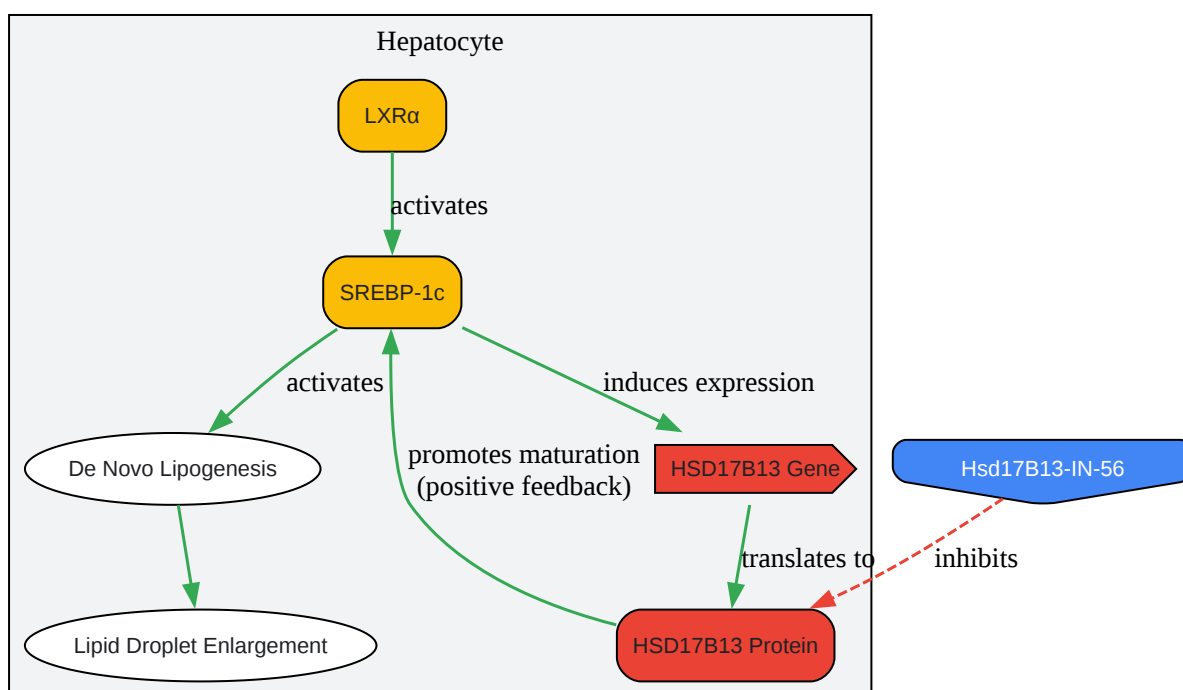 Hepatocyte
LXRα
activates
SREBP-1c
activates
induces expression
promotes maturation
(positive feedback)
De Novo Lipogenesis
HSD17B13 Gene
Hsd17B13-IN-56
translates to
inhibits
Lipid Droplet Enlargement
HSD17B13 Protein